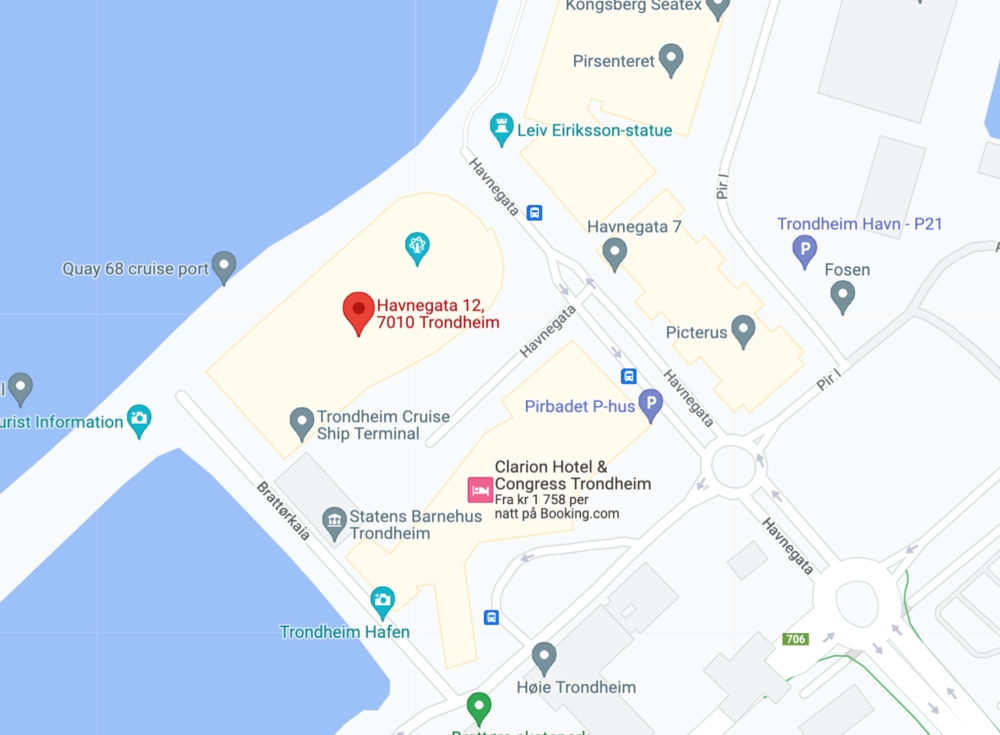 Kongsberg Seatex
Pirsenteret
Leiv Eiriksson-statue
Havnegata
Pir I
Havnegata 7
Trondheim Havn - P21
P
Quay 68 cruise port
Fosen
Havnegata 12,
7010 Trondheim
Havnegata
Picterus
Pir I
Havnegata
Pirbadet P-hus
P
Trondheim Cruise
Ship Terminal
Information
Clarion Hotel &
Congress Trondheim
Fra kr 1 758 per
natt på Booking.com
Brattørkaia
Statens Barnehus
Trondheim
Havnegata
Trondheim Hafen
706
Høie Trondheim